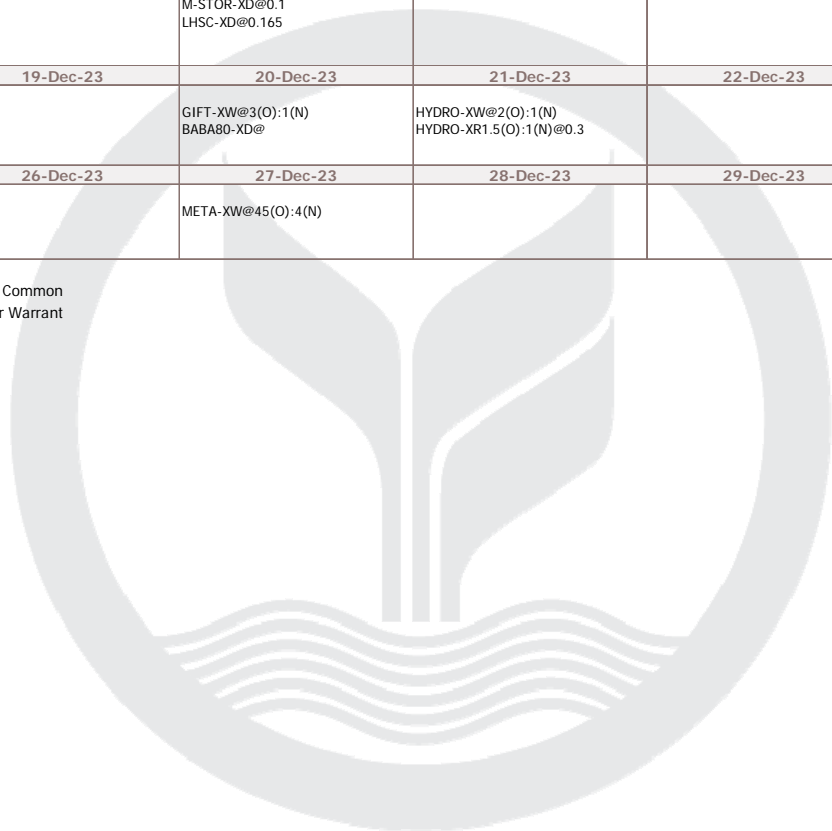 M-STOR-XD@0.1
LHSC-XD@0.165
19-Dec-23 20-Dec-23 21-Dec-23 22-Dec-23
GIFT-XW@3(O):1(N) HYDRO-XW@2(O):1(N)
BABA80-XD@ HYDRO-XR1.5(O):1(N)@0.3
26-Dec-23 27-Dec-23 28-Dec-23 29-Dec-23
META-XW@45(O):4(N)
Common
r Warrant